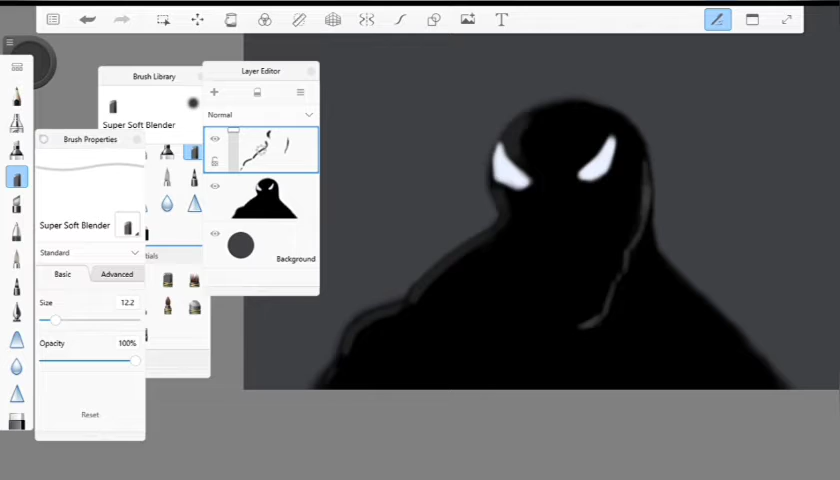 Brush Library
Super Soft Blender
Layer Editor
Normal
Background
Brush Properties
Super Soft Blender
Standard
Basic
Advanced
Size
12.2
Opacity
100%
Reset
T